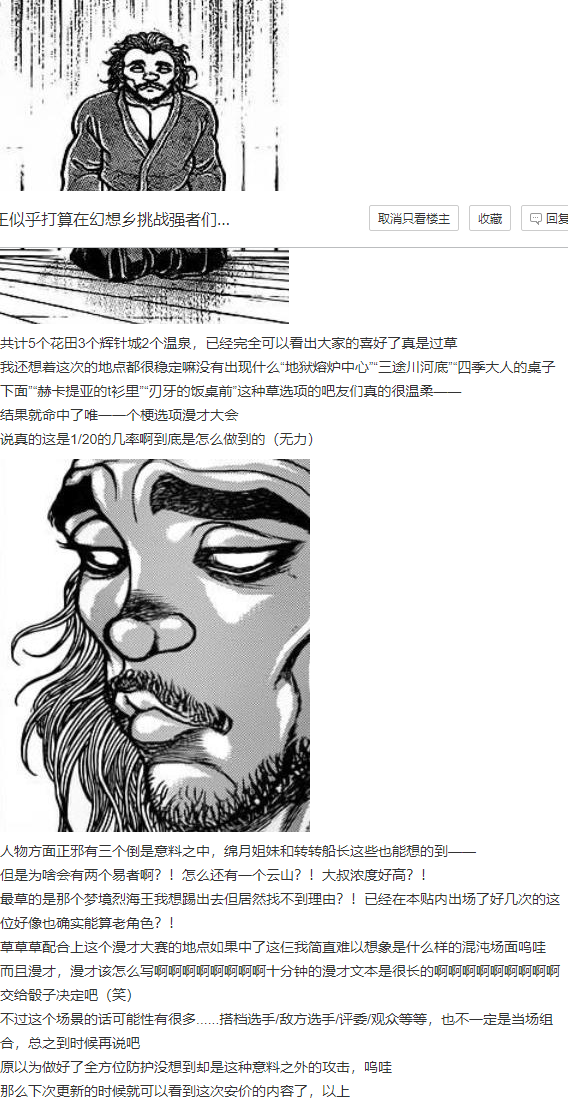 王似乎打算在幻想乡挑战强者们...
取消只看楼主
收藏
回复
共计5个花田3个辉针城2个温泉，已经完全可以看出大家的喜好了真是过草
我还想着这次的地点都很稳定嘛没有出现什么“地狱熔炉中心”“三途川河底”“四季大人的桌子
下面”“赫卡提亚的t衫里”“刃牙的饭桌前”这种草选项的吧友们真的很温柔——
结果就命中了唯一一个梗选项漫才大会
说真的这是1/20的几率啊到底是怎么做到的（无力）
人物方面正邪有三个倒是意料之中，绵月姐妹和转转船长这些也能想的到——
但是为啥会有两个易者啊？！怎么还有一个云山？！大叔浓度好高？！
最草的是那个梦境烈海王我想踢出去但居然找不到理由？！已经在本贴内出场了好几次的这
位好像也确实能算老角色？！
草草草配合上这个漫才大赛的地点如果中了这仨我简直难以想象是什么样的混沌场面呜哇
而且漫才，漫才该怎么写啊啊啊啊啊啊啊啊十分钟的漫才文本是很长的啊啊啊啊啊啊啊啊啊
交给骰子决定吧（笑）
不过这个场景的话可能性有很多......搭档选手/敌方选手/评委/观众等等，也不一定是当场组
合，总之到时候再说吧
原以为做好了全方位防护没想到却是这种意料之外的攻击，呜哇
那么下次更新的时候就可以看到这次安价的内容了，以上